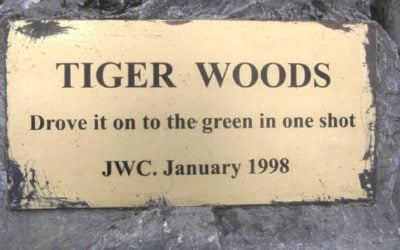 TIGER WOODS
Drove it on to the green in one shot
JWC. January 1998